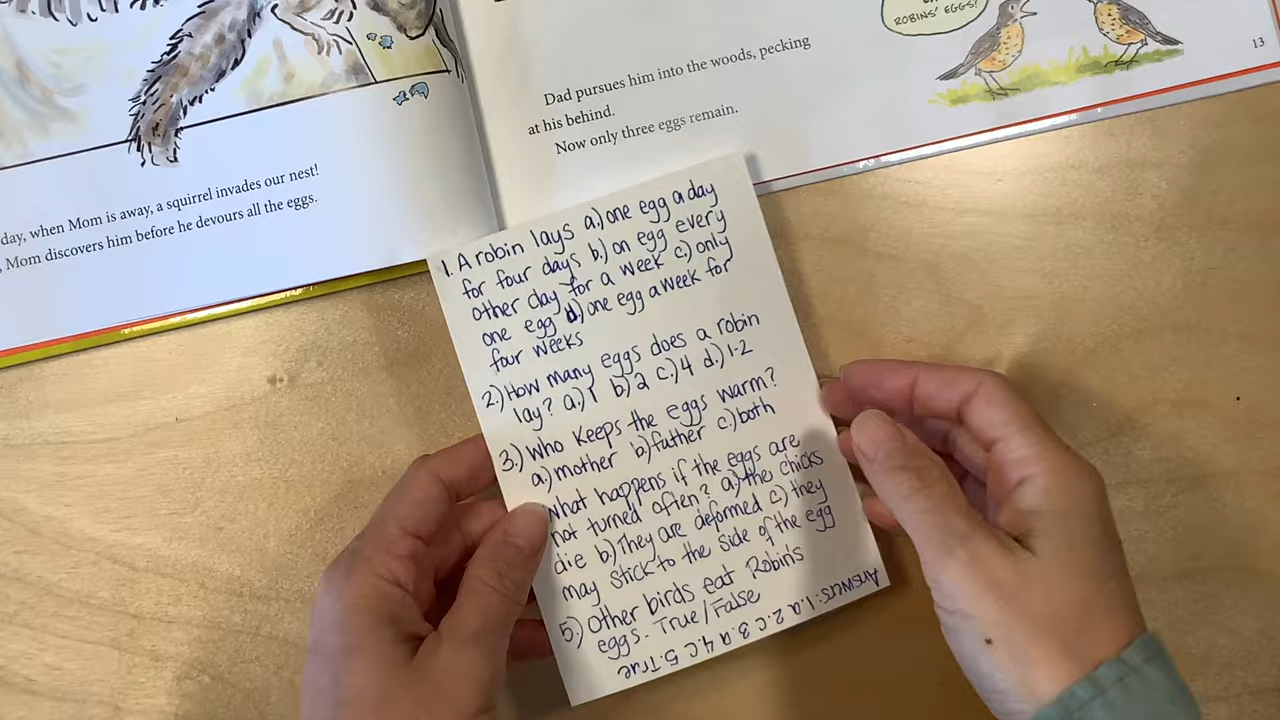 day, when Mom is away, a squirrel invades our nest!
, Mom discovers him before he devours all the eggs.
ROBINS' EGGS!
Dad pursues him into the woods, pecking
at his behind.
Now only three eggs remain.
13
1. A robin lays a.) one egg a day
for four days b.) on egg every
other day for a week c.) only
one egg d.) one egg a week for
four weeks
2.) How many eggs does a robin
lay? a.) 1 b.) 2 c.) 4 d.) 1-2
3.) Who keeps the eggs warm?
a.) mother b.) father c.) both
What happens if the eggs are
not turned often? a.) the chicks
die b.) They are deformed c.) they
may stick to the side of the egg
5.) Other birds eat Robin's
eggs. True/False
Answers: 1.a 2.c 3.a 4.c 5.True